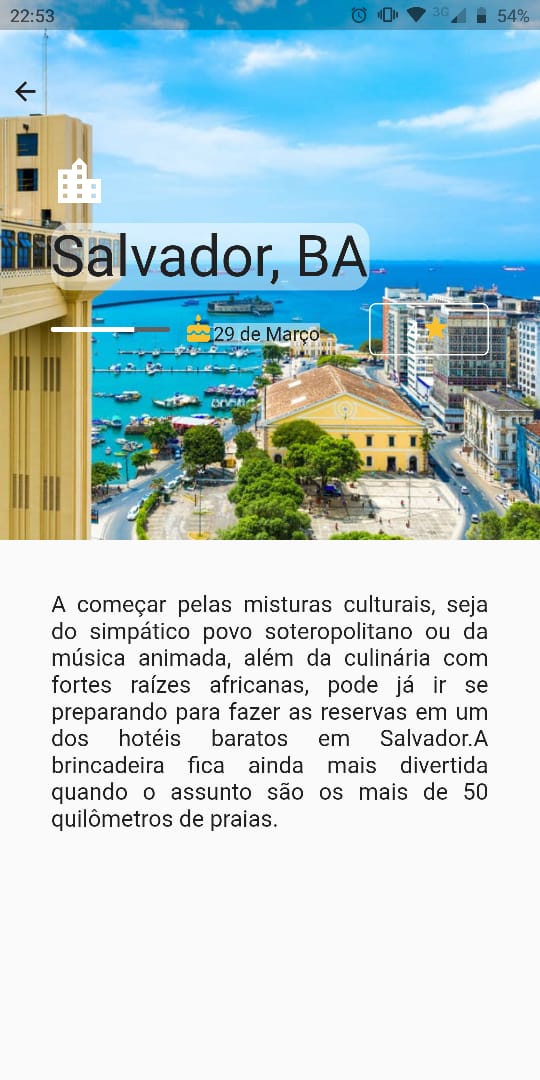 22:53
3G
54%
Salvador, BA
29 de Março
A começar pelas misturas culturais, seja
do simpático povo soteropolitano ou da
música animada, além da culinária com
fortes raízes africanas, pode já ir se
preparando para fazer as reservas em um
dos hotéis baratos em Salvador.A
brincadeira fica ainda mais divertida
quando o assunto são os mais de 50
quilômetros de praias.